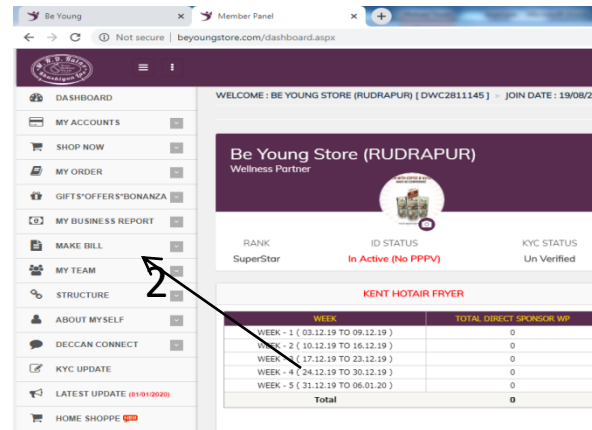 Be Young
Member Panel
Not secure | beyoungstore.com/dashboard.aspx
DASHBOARD
MY ACCOUNTS
SHOP NOW
MY ORDER
GIFTS*OFFERS*BONANZA
MY BUSINESS REPORT
MAKE BILL
MY TEAM
STRUCTURE
ABOUT MYSELF
DECCAN CONNECT
KYC UPDATE
LATEST UPDATE (01/01/2020)
HOME SHOPPE NEW
2
WELCOME : BE YOUNG STORE (RUDRAPUR) [ DWC2811145 ] » JOIN DATE : 19/08/2
Be Young Store (RUDRAPUR)
Wellness Partner
RANK ID STATUS KYC STATUS
SuperStar In Active (No PPPV) Un Verified
KENT HOTAIR FRYER
WEEK TOTAL DIRECT SPONSOR WP
WEEK - 1 ( 03.12.19 TO 09.12.19 ) 0
WEEK - 2 ( 10.12.19 TO 16.12.19 ) 0
WEEK - 3 ( 17.12.19 TO 23.12.19 ) 0
WEEK - 4 ( 24.12.19 TO 30.12.19 ) 0
WEEK - 5 ( 31.12.19 TO 06.01.20 ) 0
Total 0